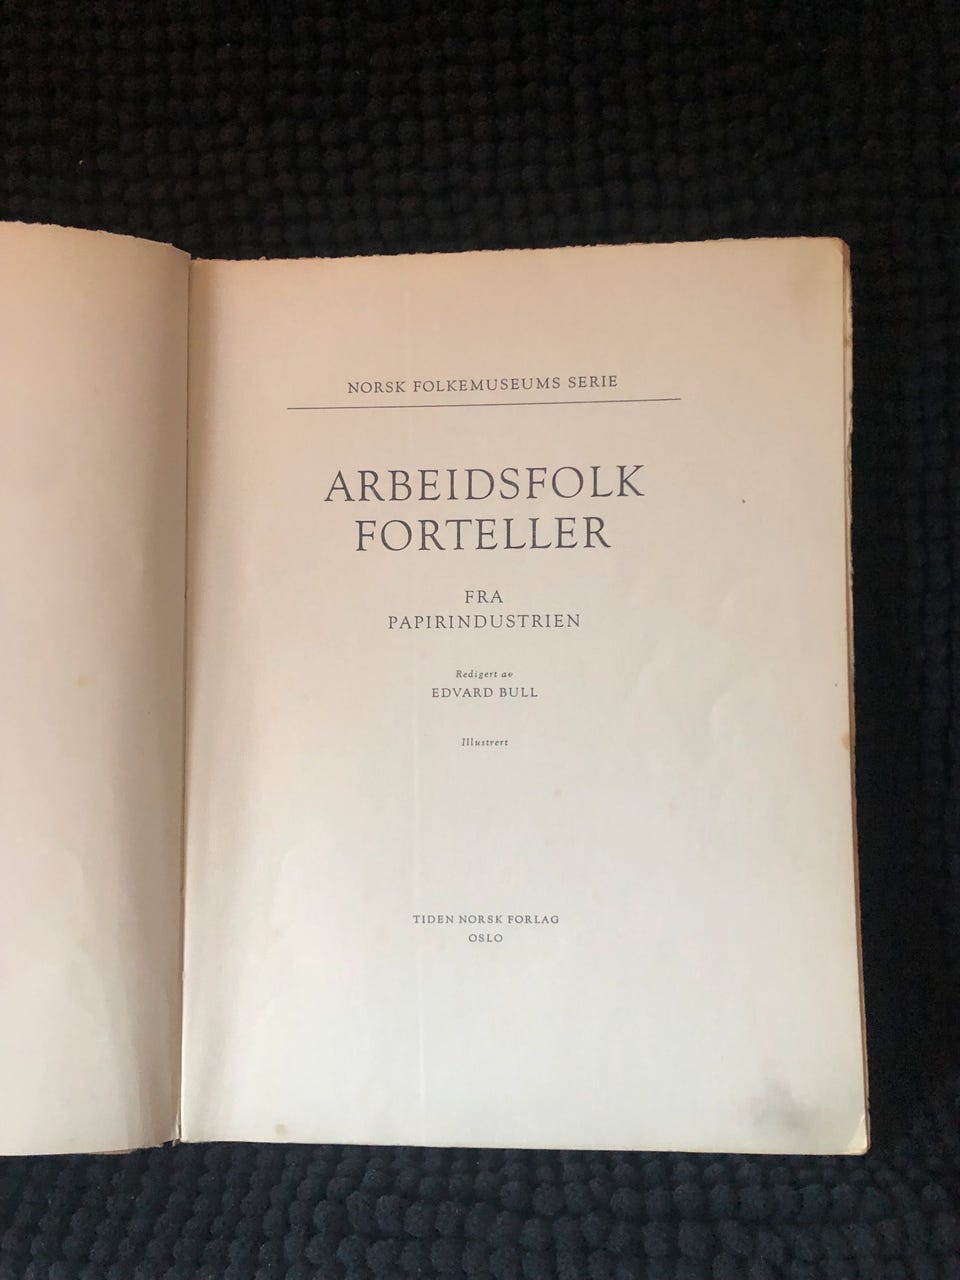 NORSK FOLKEMUSEUMS SERIE
ARBEIDSFOLK
FORTELLER
FRA
PAPIRINDUSTRIEN
Redigert av
EDVARD BULL
Illustrert
TIDEN NORSK FORLAG
OSLO